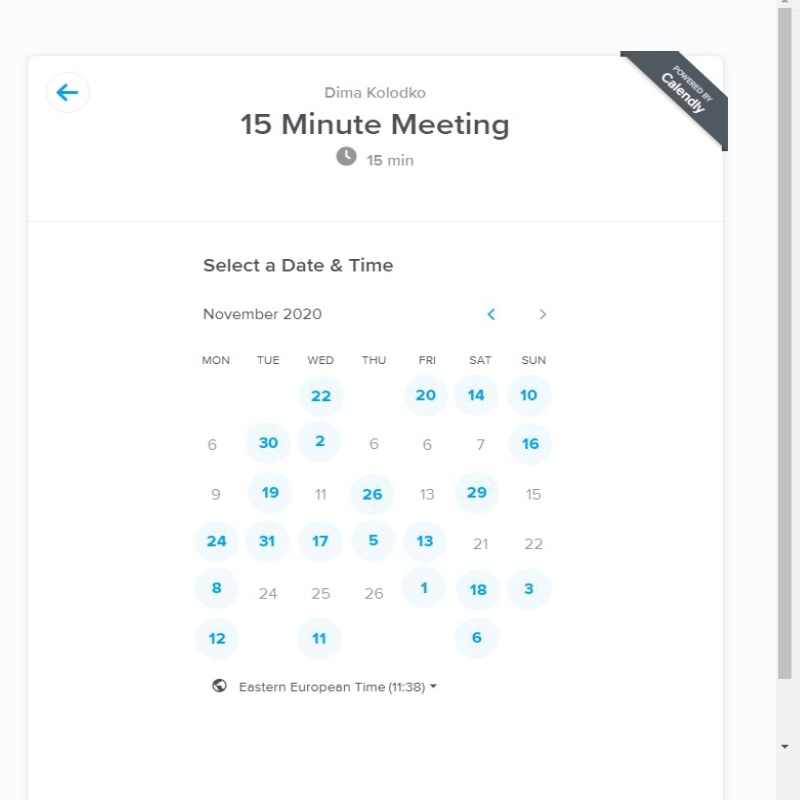 Dima Kolodko
POWERED BY
Calendly
15 Minute Meeting
15 min
Select a Date & Time
November 2020
MON TUE WED THU FRI SAT SUN
22 20 14 10
6 30 2 6 6 7 16
9 19 11 26 13 29 15
24 31 17 5 13 21 22
8 24 25 26 1 18 3
12 11 6
Eastern European Time (11:38)